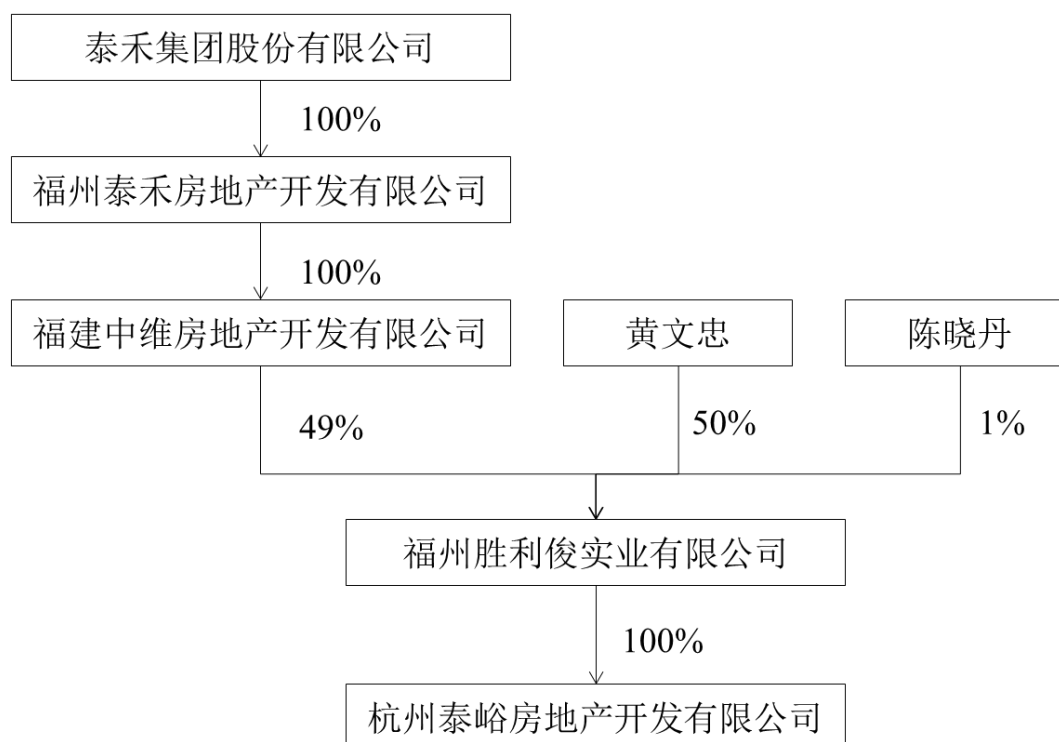 泰禾集团股份有限公司
100%
福州泰禾房地产开发有限公司
100%
福建中维房地产开发有限公司
黄文忠
陈晓丹
49%
50%
1%
福州胜利俊实业有限公司
100%
杭州泰峪房地产开发有限公司